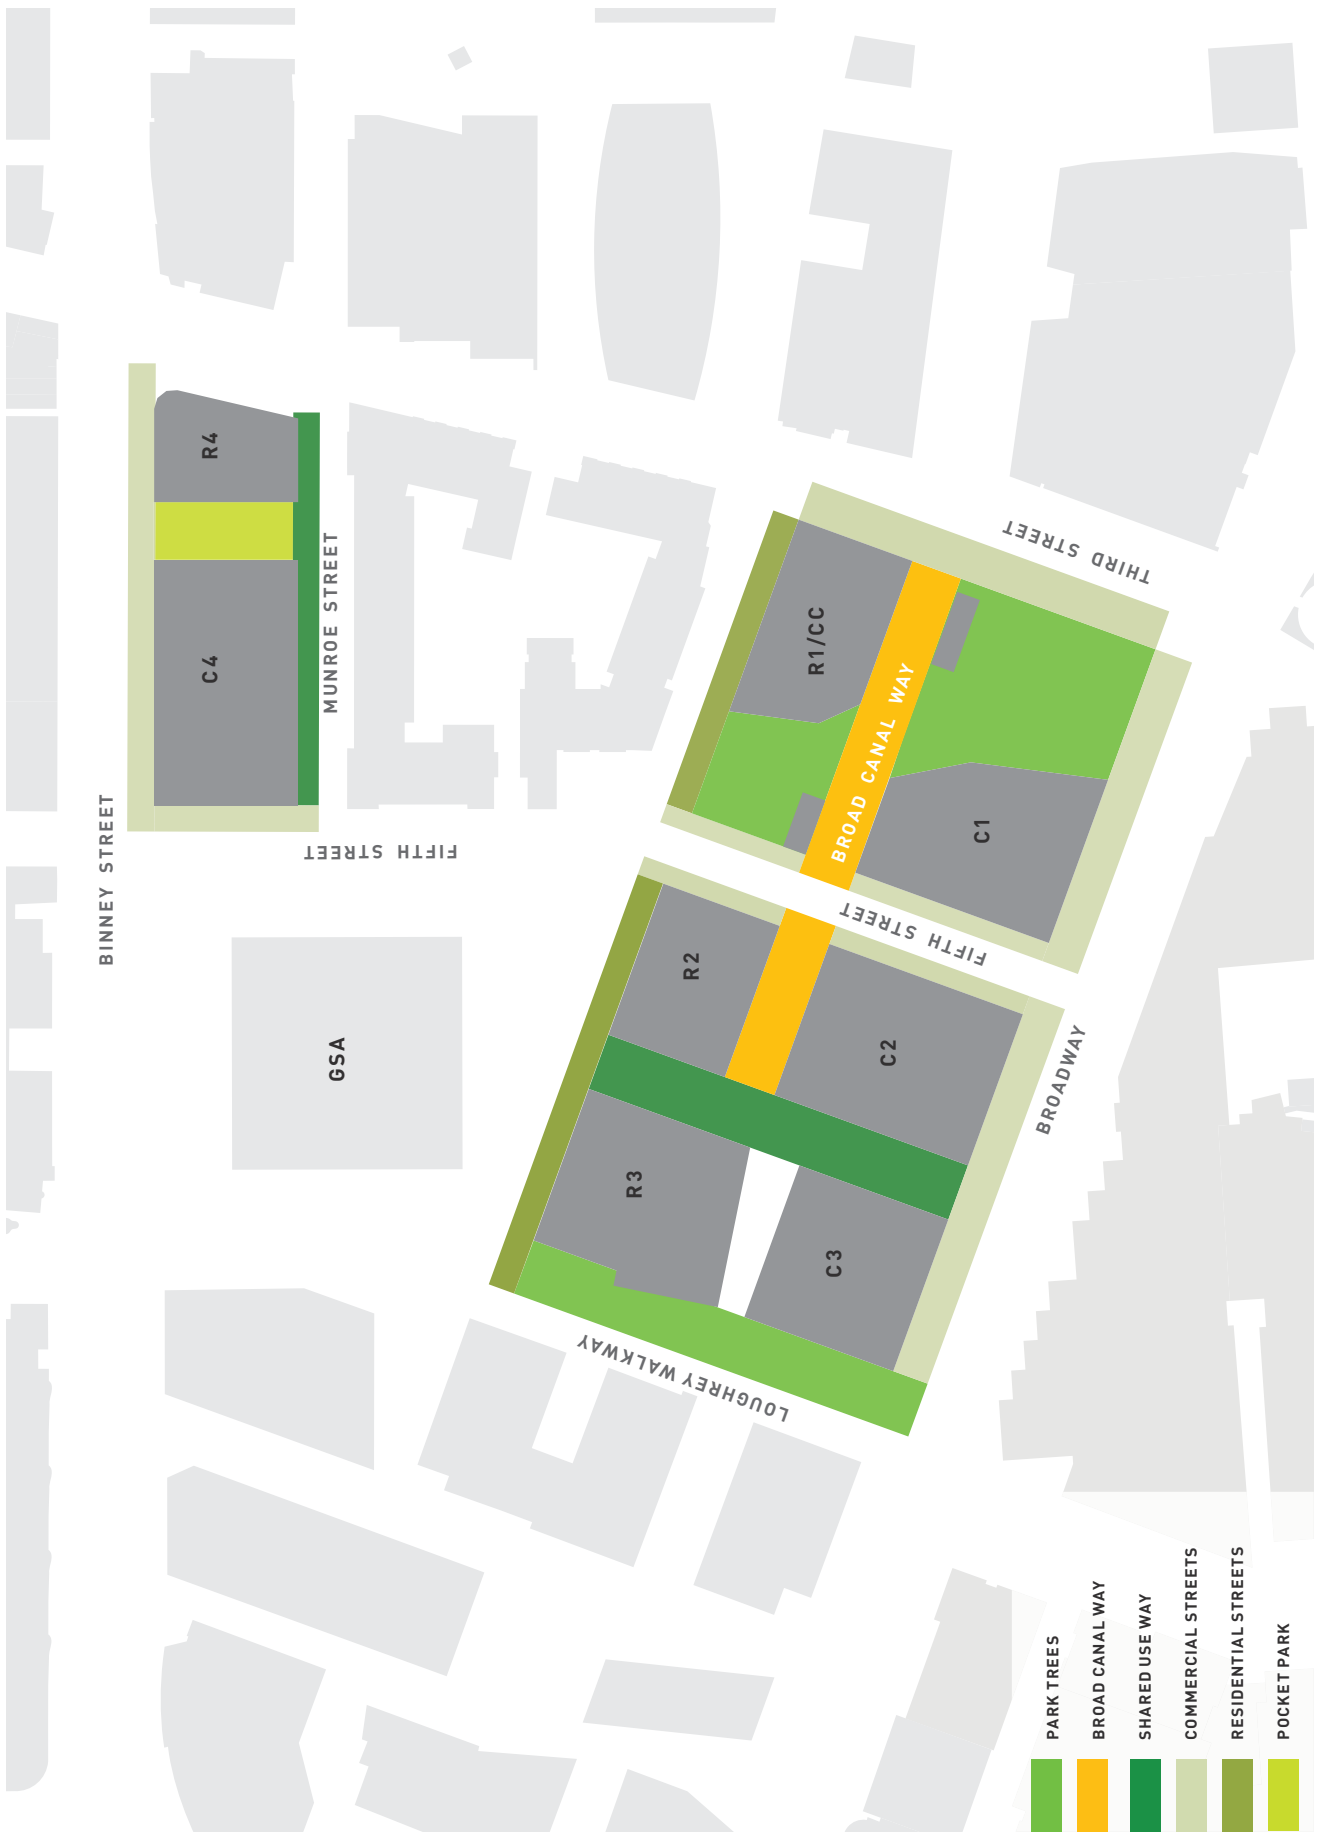 BINNEY STREET
R4
C4
MUNROE STREET
FIFTH STREET
GSA
THIRD STREET
R1/CC
BROAD CANAL WAY
C1
FIFTH STREET
R2
C2
BROADWAY
R3
C3
LOUGHREY WALKWAY
PARK TREES
BROAD CANAL WAY
SHARED USE WAY
COMMERCIAL STREETS
RESIDENTIAL STREETS
POCKET PARK